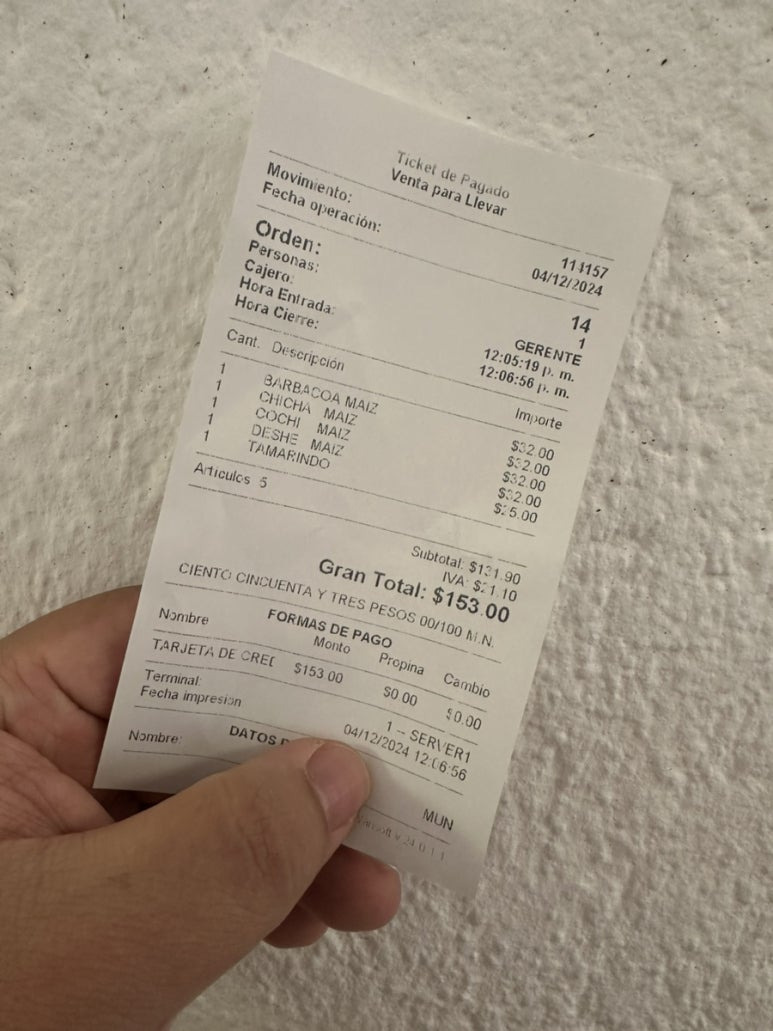 Ticket de Pagado
Venta para Llevar
Movimiento: 114157
Fecha operación: 04/12/2024
Orden: 14
Personas: 1
Cajero: GERENTE
Hora Entrada: 12:05:19 p. m.
Hora Cierre: 12:06:56 p. m.
Cant. Descripción Importe
1 BARBACOA MAIZ $32.00
1 CHICHA MAIZ $32.00
1 COCHI MAIZ $32.00
1 DESHE MAIZ $32.00
1 TAMARINDO $25.00
Articulos 5
Subtotal: $131.90
IVA: $21.10
Gran Total: $153.00
CIENTO CINCUENTA Y TRES PESOS 00/100 M.N.
FORMAS DE PAGO
Nombre Monto Propina Cambio
TARJETA DE CRED $153.00 $0.00 $0.00
Terminal: 1 - SERVER1
Fecha impresion 04/12/2024 12:06:56
DATOS
Nombre: MUN
24.0.1.1